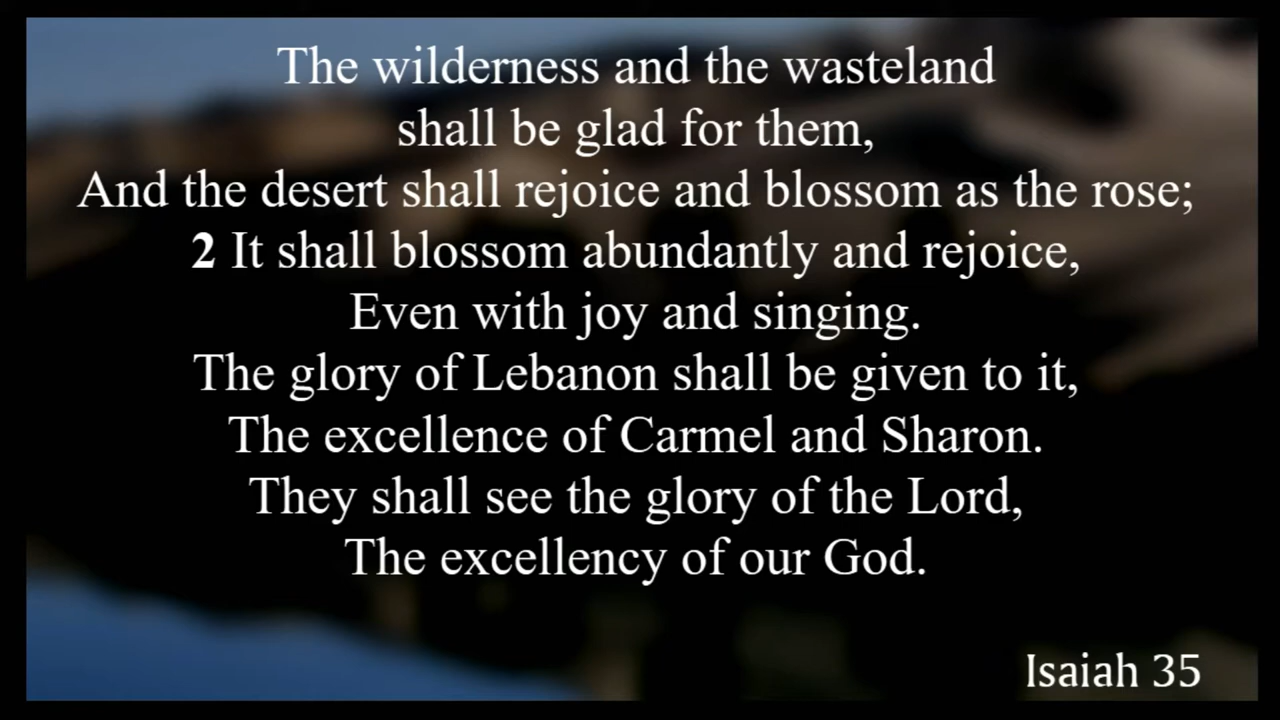 The wilderness and the wasteland
shall be glad for them,
And the desert shall rejoice and blossom as the rose;
2 It shall blossom abundantly and rejoice,
Even with joy and singing.
The glory of Lebanon shall be given to it,
The excellence of Carmel and Sharon.
They shall see the glory of the Lord,
The excellency of our God.
Isaiah 35